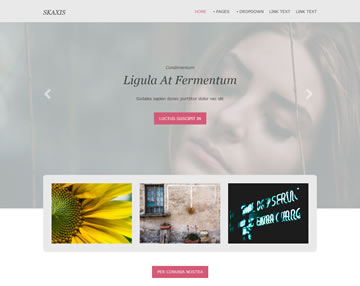 SKAXIS
HOME PAGES DROPDOWN LINK TEXT LINK TEXT
Condimentum
Ligula At Fermentum
Sodales sapien donec porttitor dolor nec elit
LUCTUS SUSCIPIT IN
PER CONUBIA NOSTRA